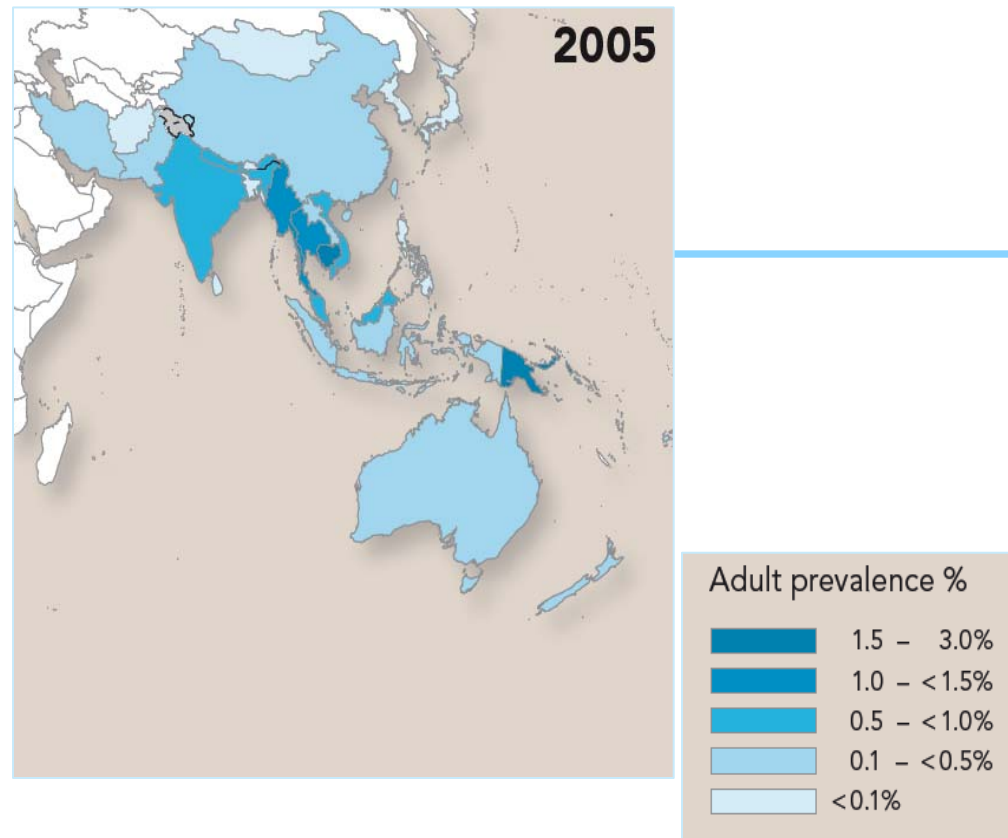 2005
Adult prevalence %
1.5 – 3.0%
1.0 – <1.5%
0.5 – <1.0%
0.1 – <0.5%
<0.1%